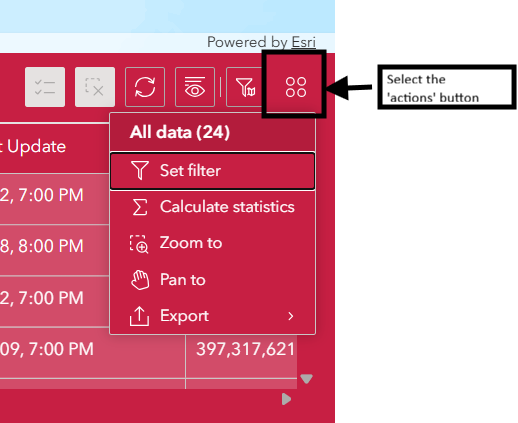 Powered by Esri
Select the
'actions' button
t Update
All data (24)
2, 7:00 PM
Set filter
Calculate statistics
8, 8:00 PM
Zoom to
2, 7:00 PM
Pan to
Export
09, 7:00 PM
397,317,621